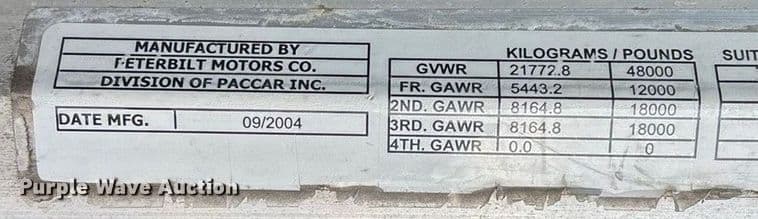 MANUFACTURED BY
PETERBILT MOTORS CO.
DIVISION OF PACCAR INC.
DATE MFG. 09/2004
KILOGRAMS / POUNDS
GVWR 21772.8 48000
FR. GAWR 5443.2 12000
2ND. GAWR 8164.8 18000
3RD. GAWR 8164.8 18000
4TH. GAWR 0.0 0
SUIT
Purple Wave Auction